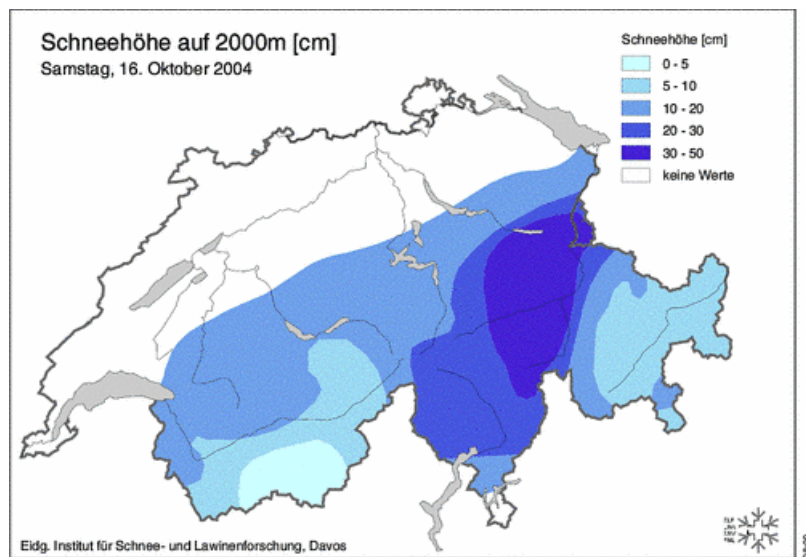 Schneehöhe auf 2000m [cm]
Samstag, 16. Oktober 2004
Schneehöhe [cm]
0 - 5
5 - 10
10 - 20
20 - 30
30 - 50
keine Werte
Eidg. Institut für Schnee- und Lawinenforschung, Davos